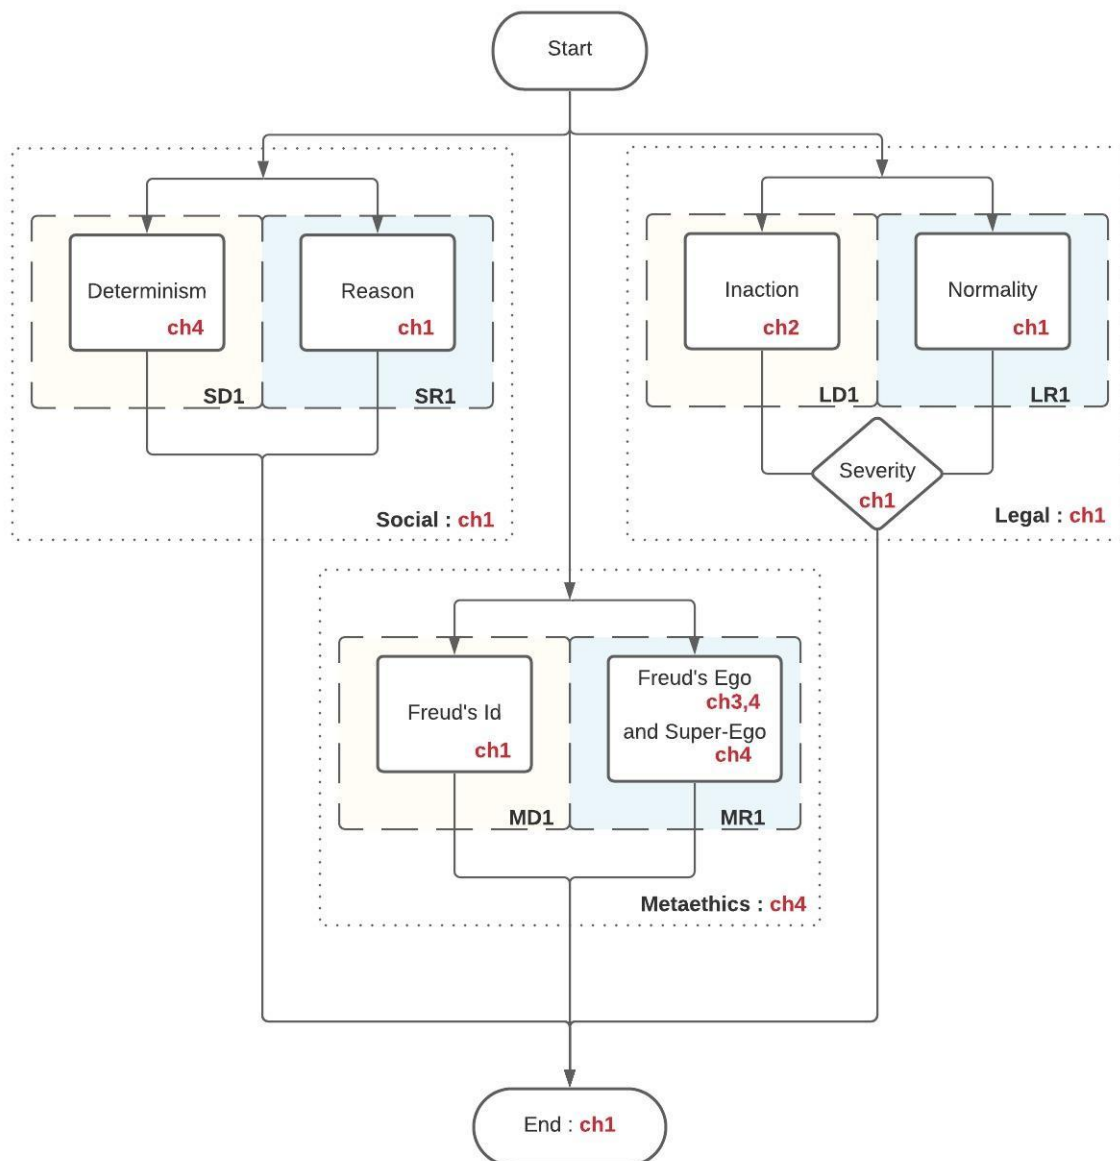 Start
Determinism
ch4
SD1
Reason
ch1
SR1
Social : ch1
Inaction
ch2
LD1
Normality
ch1
LR1
Severity
ch1
Legal : ch1
Freud's Id
ch1
MD1
Freud's Ego
ch3,4
and Super-Ego
ch4
MR1
Metaethics : ch4
End : ch1